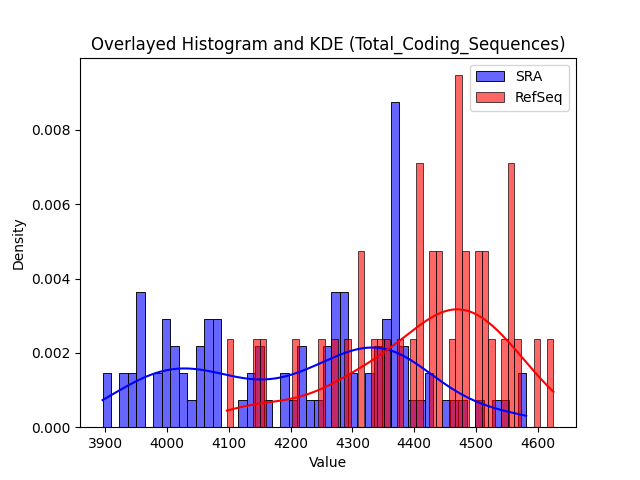 Overlayed Histogram and KDE (Total_Coding_Sequences)
SRA
RefSeq
Density
0.008
0.006
0.004
0.002
0.000
3900 4000 4100 4200 4300 4400 4500 4600
Value